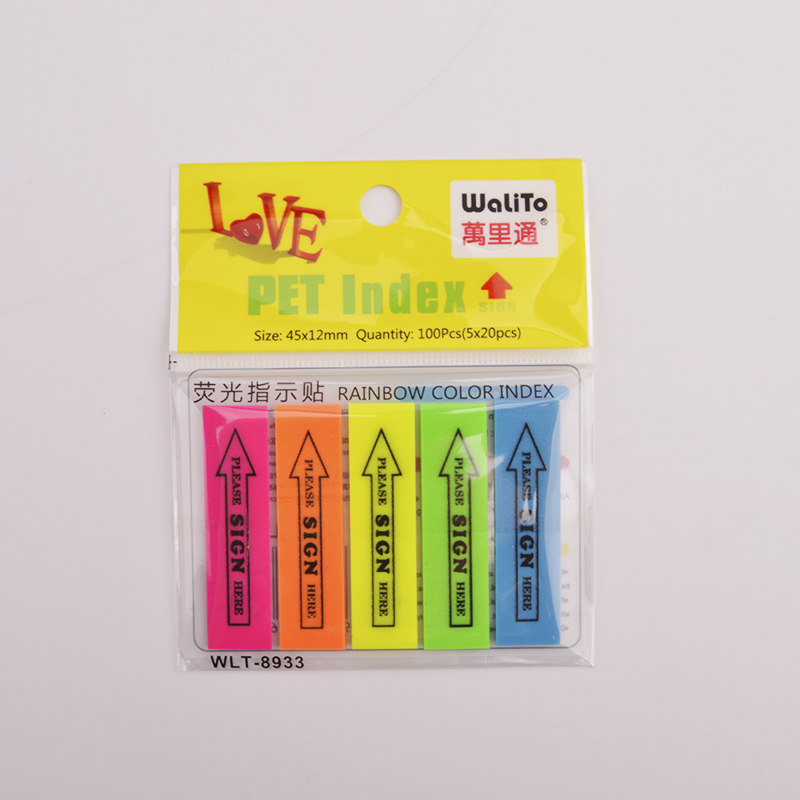 LOVE
WaliTo
萬里通®
PET Index
SIGN
Size: 45x12mm Quantity: 100Pcs(5x20pcs)
荧光指示贴 RAINBOW COLOR INDEX
PLEASE SIGN HERE
PLEASE SIGN HERE
PLEASE SIGN HERE
PLEASE SIGN HERE
PLEASE SIGN HERE
WLT-8933